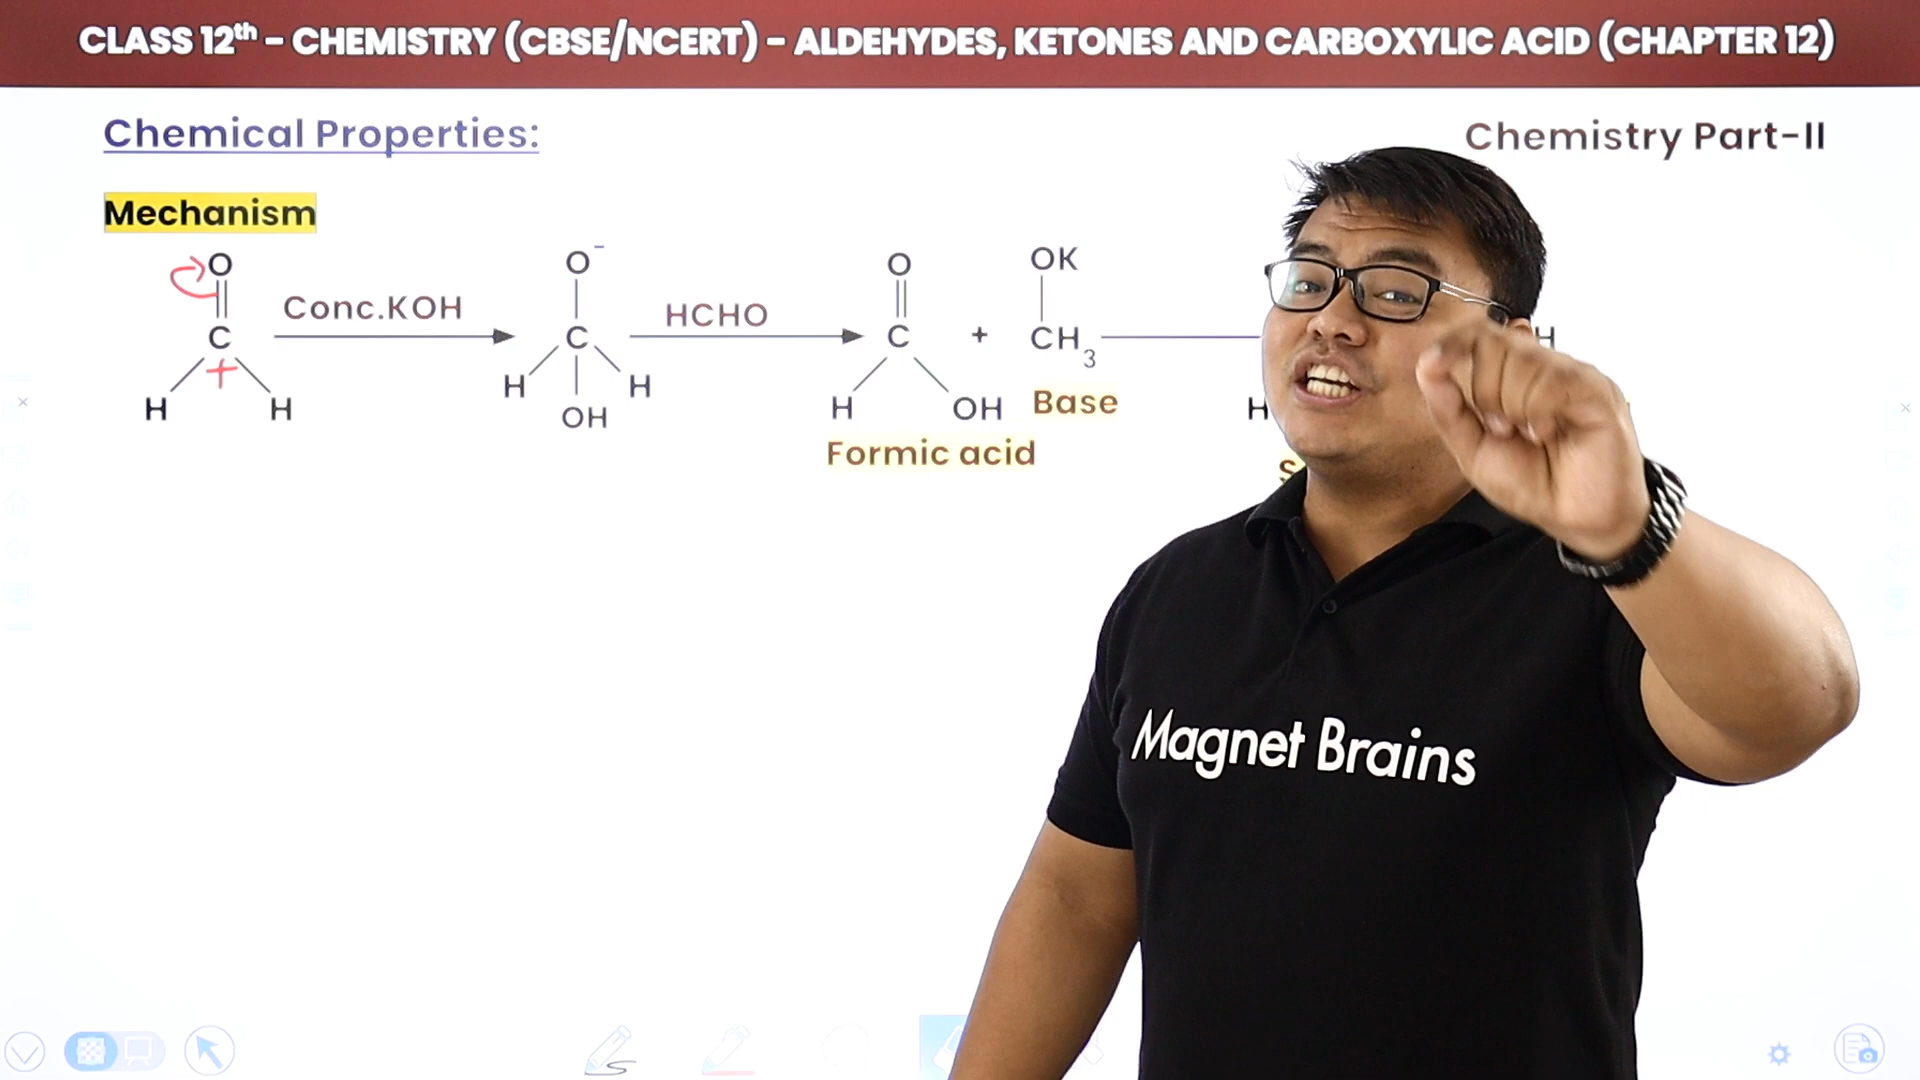 CLASS 12th - CHEMISTRY (CBSE/NCERT) - ALDEHYDES, KETONES AND CARBOXYLIC ACID (CHAPTER 12)
Chemical Properties:
Chemistry Part-II
Mechanism
O
C
+
H H
Conc.KOH
O⁻
C
H H
OH
HCHO
O
C
H OH
Formic acid
+
OK
CH₃
Base
H
H
S
Magnet Brains